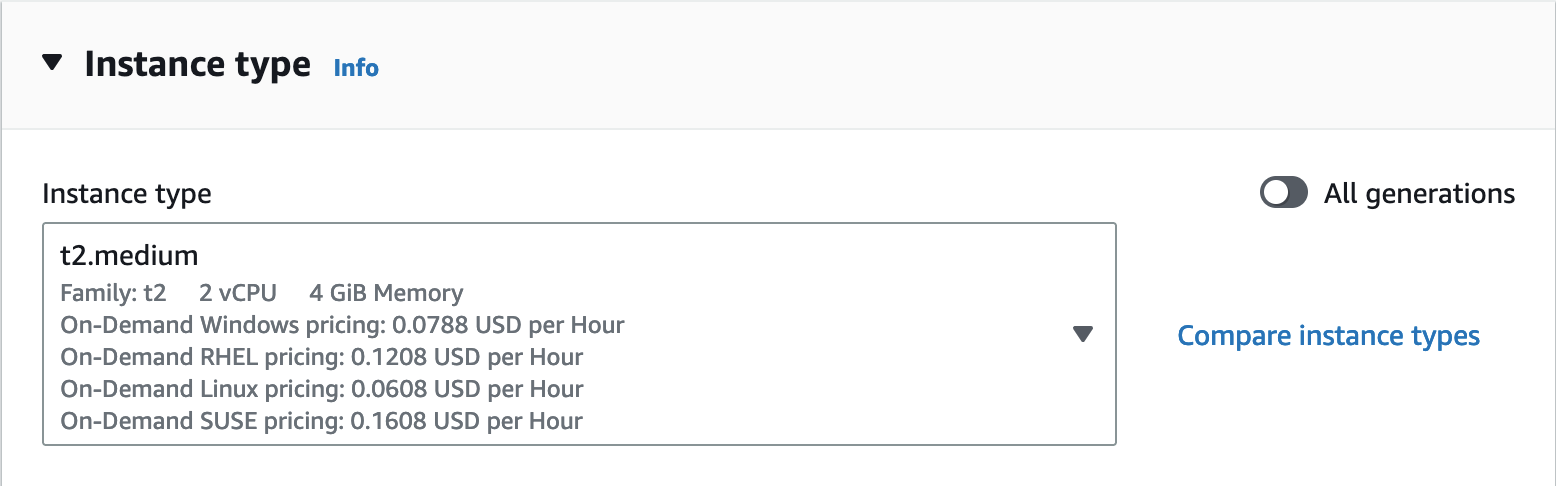 Instance type Info
Instance type
All generations
t2.medium
Family: t2 2 vCPU 4 GiB Memory
On-Demand Windows pricing: 0.0788 USD per Hour
On-Demand RHEL pricing: 0.1208 USD per Hour
On-Demand Linux pricing: 0.0608 USD per Hour
On-Demand SUSE pricing: 0.1608 USD per Hour
Compare instance types